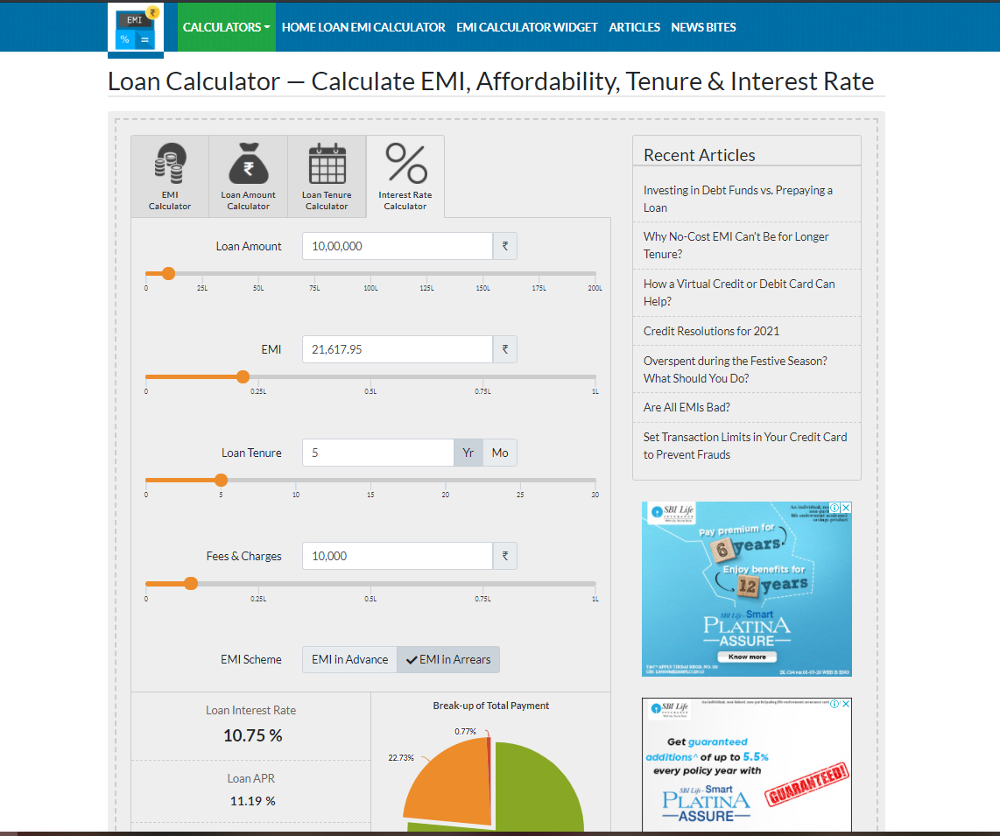 EMI
₹
%
=
CALCULATORS
HOME LOAN EMI CALCULATOR
EMI CALCULATOR WIDGET
ARTICLES
NEWS BITES
Loan Calculator — Calculate EMI, Affordability, Tenure & Interest Rate
EMI
Calculator
₹
Loan Amount
Calculator
Loan Tenure
Calculator
Interest Rate
Calculator
Loan Amount
10,00,000
₹
0 25L 50L 75L 100L 125L 150L 175L 200L
EMI
21,617.95
₹
0 0.25L 0.5L 0.75L 1L
Loan Tenure
5
Yr
Mo
0 5 10 15 20 25 30
Fees & Charges
10,000
₹
0 0.25L 0.5L 0.75L 1L
EMI Scheme
EMI in Advance
EMI in Arrears
Loan Interest Rate
10.75 %
Loan APR
11.19 %
Break-up of Total Payment
0.77%
22.73%
Recent Articles
Investing in Debt Funds vs. Prepaying a
Loan
Why No-Cost EMI Can't Be for Longer
Tenure?
How a Virtual Credit or Debit Card Can
Help?
Credit Resolutions for 2021
Overspent during the Festive Season?
What Should You Do?
Are All EMIs Bad?
Set Transaction Limits in Your Credit Card
to Prevent Frauds
SBI Life
INSURANCE
life endowment assurance
savings product
Pay premium for
6 years
Enjoy benefits for
12 years
SBI Life - Smart
PLATINA
ASSURE
Know more
SBI Life
INSURANCE
Get guaranteed
additions^ of up to 5.5%
every policy year with
GUARANTEED!
SBI Life - Smart
PLATINA
ASSURE